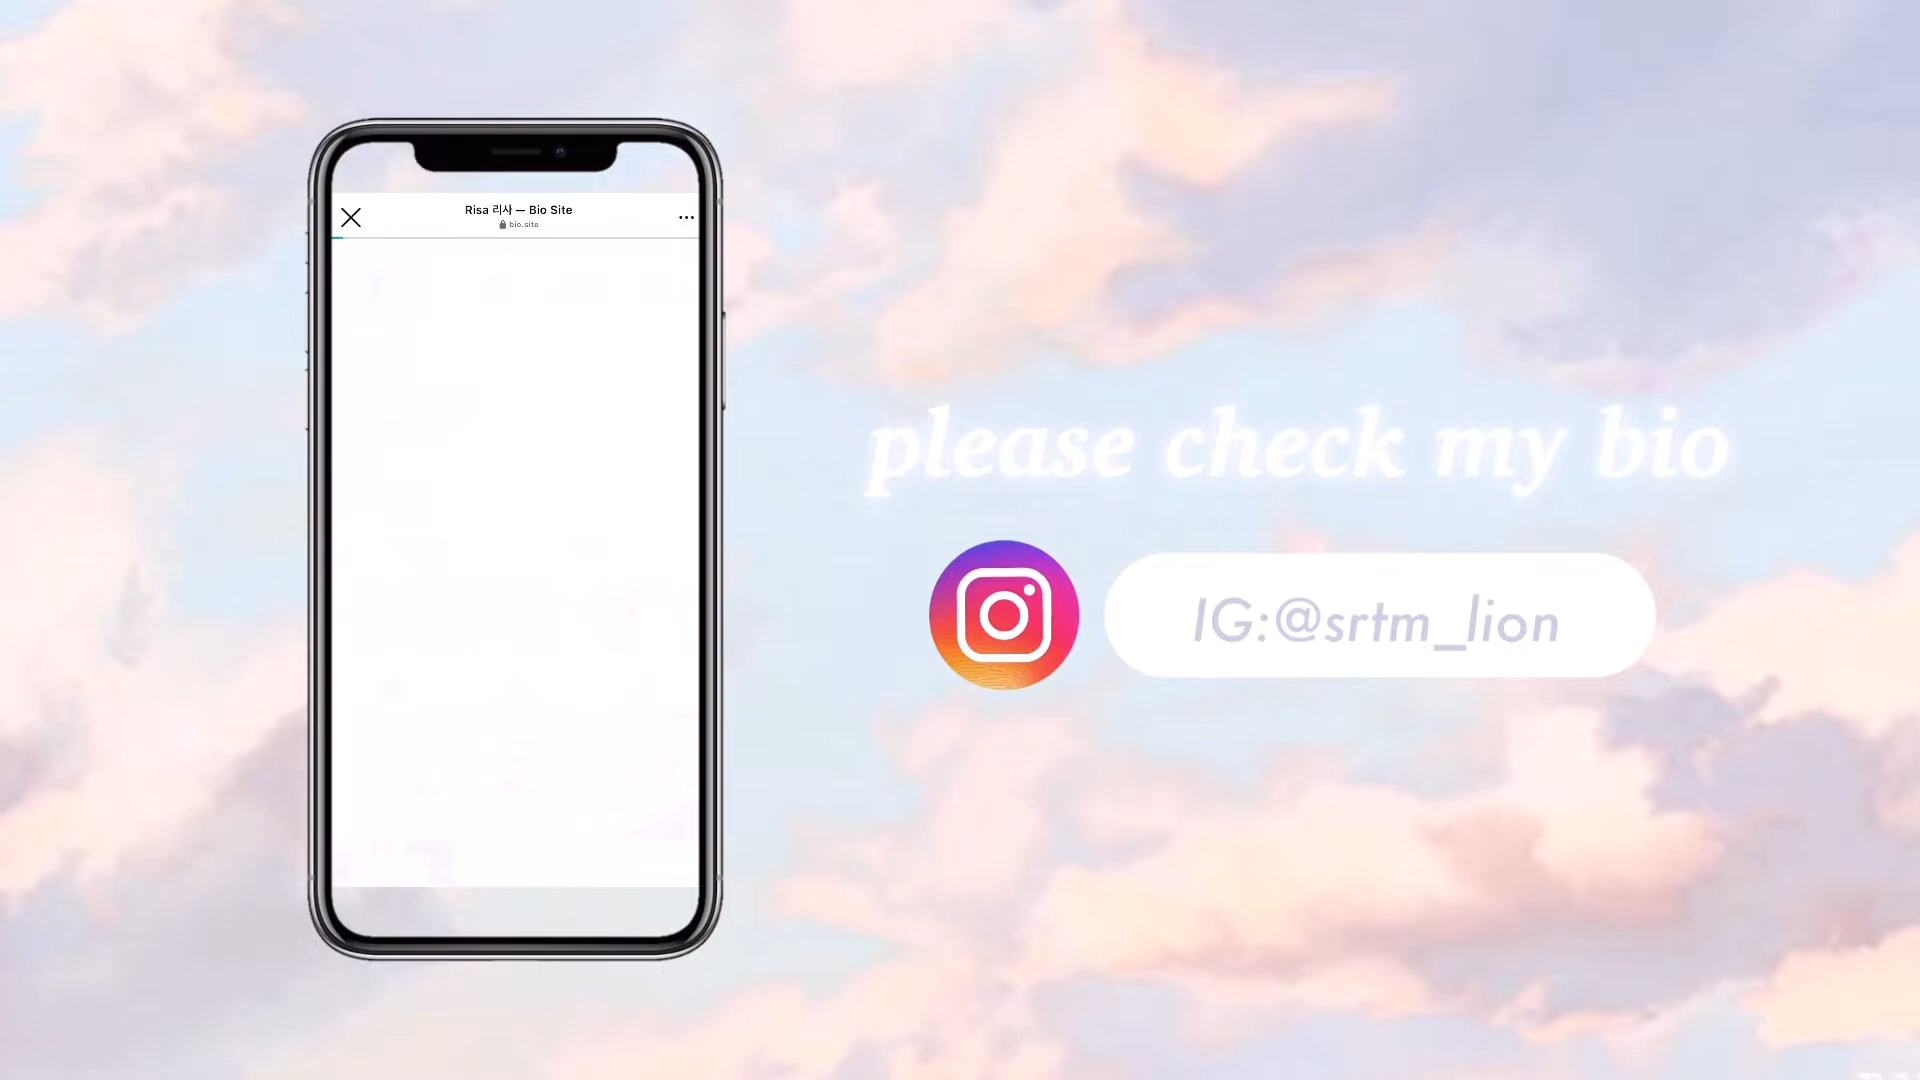 Risa 리사 — Bio Site
bio.site
please check my bio
IG:@srtm_lion